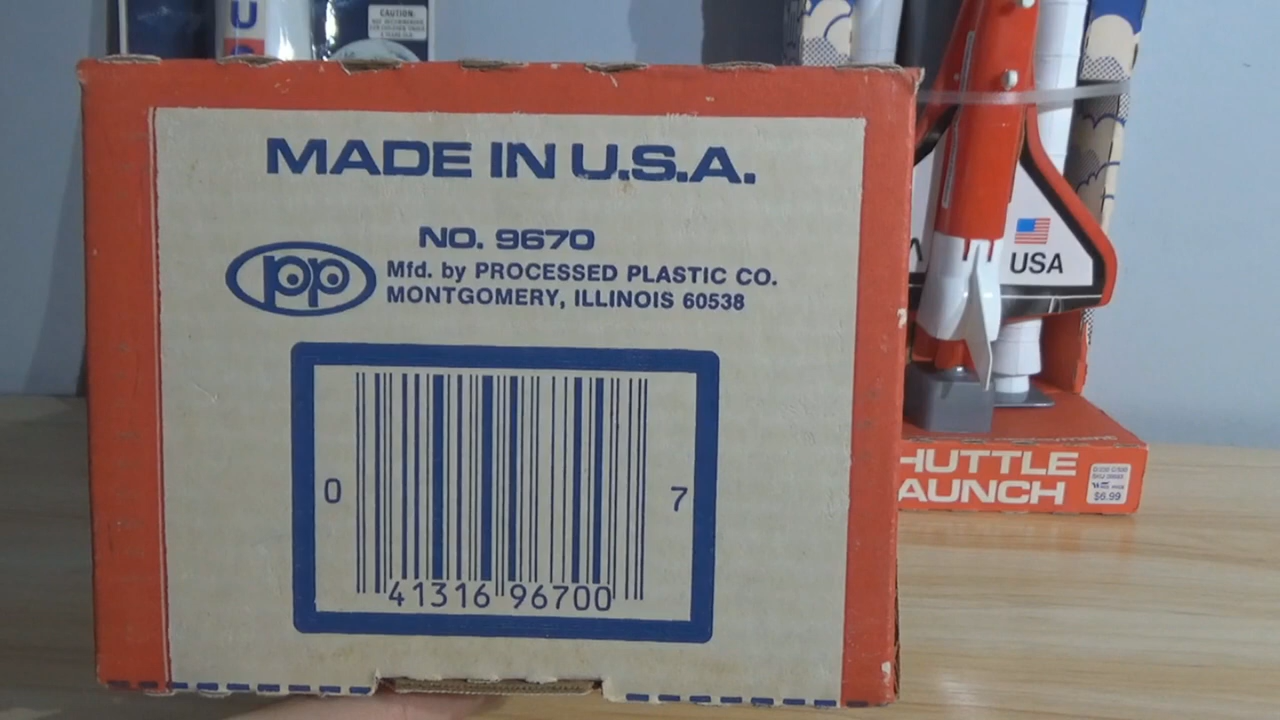 U
CAUTION:
MADE IN U.S.A.
NO. 9670
pp
Mfd. by PROCESSED PLASTIC CO.
MONTGOMERY, ILLINOIS 60538
0
7
41316 96700
USA
HUTTLE
AUNCH
$6.99